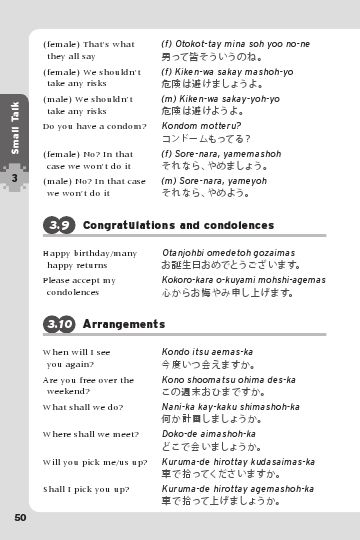 (female) That's what they all say
(f) Otokot-tay mina soh yoo no-ne
男って皆そういうのね。
(female) We shouldn't take any risks
(f) Kiken-wa sakay mashoh-yo
危険は避けましょうよ。
(male) We shouldn't take any risks
(m) Kiken-wa sakay-yoh-yo
危険は避けようよ。
Do you have a condom?
Kondom motteru?
コンドームもってる?
(female) No? In that case we won't do it
(f) Sore-nara, yamemashoh
それなら、やめましょう。
(male) No? In that case we won't do it
(m) Sore-nara, yameyoh
それなら、やめよう。
3.9 Congratulations and condolences
Happy birthday/many happy returns
Otanjohbi omedetoh gozaimas
お誕生日おめでとうございます。
Please accept my condolences
Kokoro-kara o-kuyami mohshi-agemas
心からお悔やみ申し上げます。
3.10 Arrangements
When will I see you again?
Kondo itsu aemas-ka
今度いつ会えますか。
Are you free over the weekend?
Kono shoomatsu ohima des-ka
この週末おひまですか。
What shall we do?
Nani-ka kay-kaku shimashoh-ka
何か計画しましょうか。
Where shall we meet?
Doko-de aimashoh-ka
どこで会いましょうか。
Will you pick me/us up?
Kuruma-de hirottay kudasaimas-ka
車で拾ってくださいますか。
Shall I pick you up?
Kuruma-de hirottay agemashoh-ka
車で拾って上げましょうか。
Small Talk
3
50